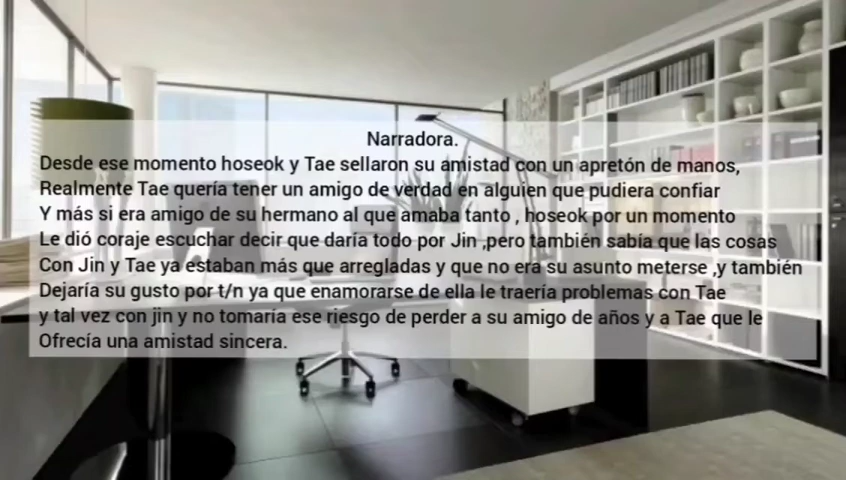 Narradora.
Desde ese momento hoseok y Tae sellaron su amistad con un apretón de manos,
Realmente Tae quería tener un amigo de verdad en alguien que pudiera confiar
Y más si era amigo de su hermano al que amaba tanto , hoseok por un momento
Le dió coraje escuchar decir que daría todo por Jin ,pero también sabía que las cosas
Con Jin y Tae ya estaban más que arregladas y que no era su asunto meterse ,y también
Dejaría su gusto por t/n ya que enamorarse de ella le traería problemas con Tae
y tal vez con jin y no tomaría ese riesgo de perder a su amigo de años y a Tae que le
Ofrecía una amistad sincera.